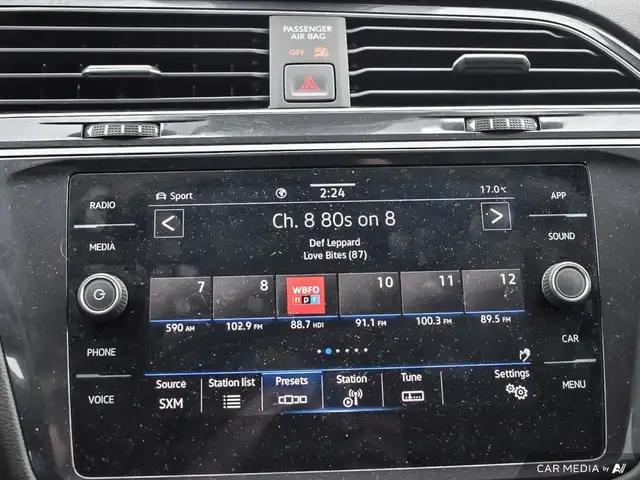 PASSENGER
AIR BAG
OFF
RADIO
MEDIA
PHONE
VOICE
Sport
2:24
17.0°C
Ch. 8 80s on 8
Def Leppard
Love Bites (87)
7
8
WBFO
npr
10
11
12
590 AM
102.9 FM
88.7 HD1
91.1 FM
100.3 FM
89.5 FM
Source
SXM
Station list
Presets
Station
Tune
Settings
APP
SOUND
CAR
MENU
CAR MEDIA by AI